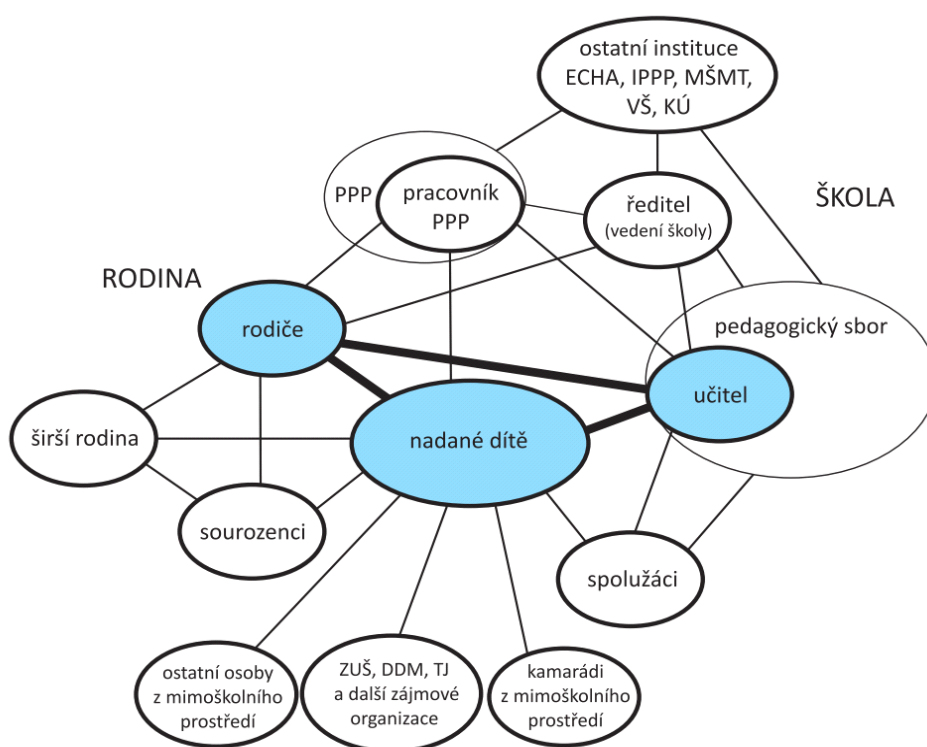 ostatní instituce
ECHA, IPPP, MŠMT,
VŠ, KÚ
PPP
pracovník
PPP
ředitel
(vedení školy)
ŠKOLA
RODINA
rodiče
pedagogický sbor
učitel
širší rodina
nadané dítě
sourozenci
spolužáci
ostatní osoby
z mimoškolního
prostředí
ZUŠ, DDM, TJ
a další zájmové
organizace
kamarádi
z mimoškolního
prostředí